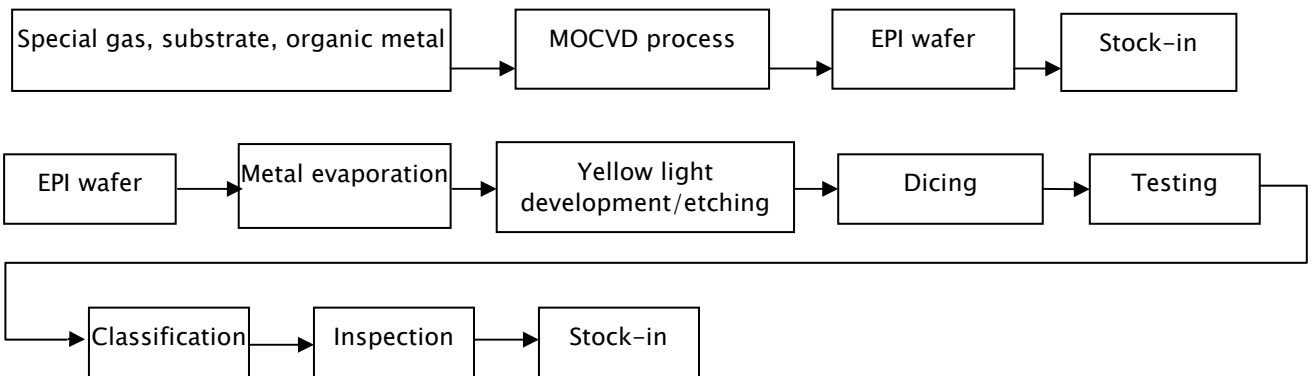 Special gas, substrate, organic metal
MOCVD process
EPI wafer
Stock-in
EPI wafer
Metal evaporation
Yellow light
development/etching
Dicing
Testing
Classification
Inspection
Stock-in